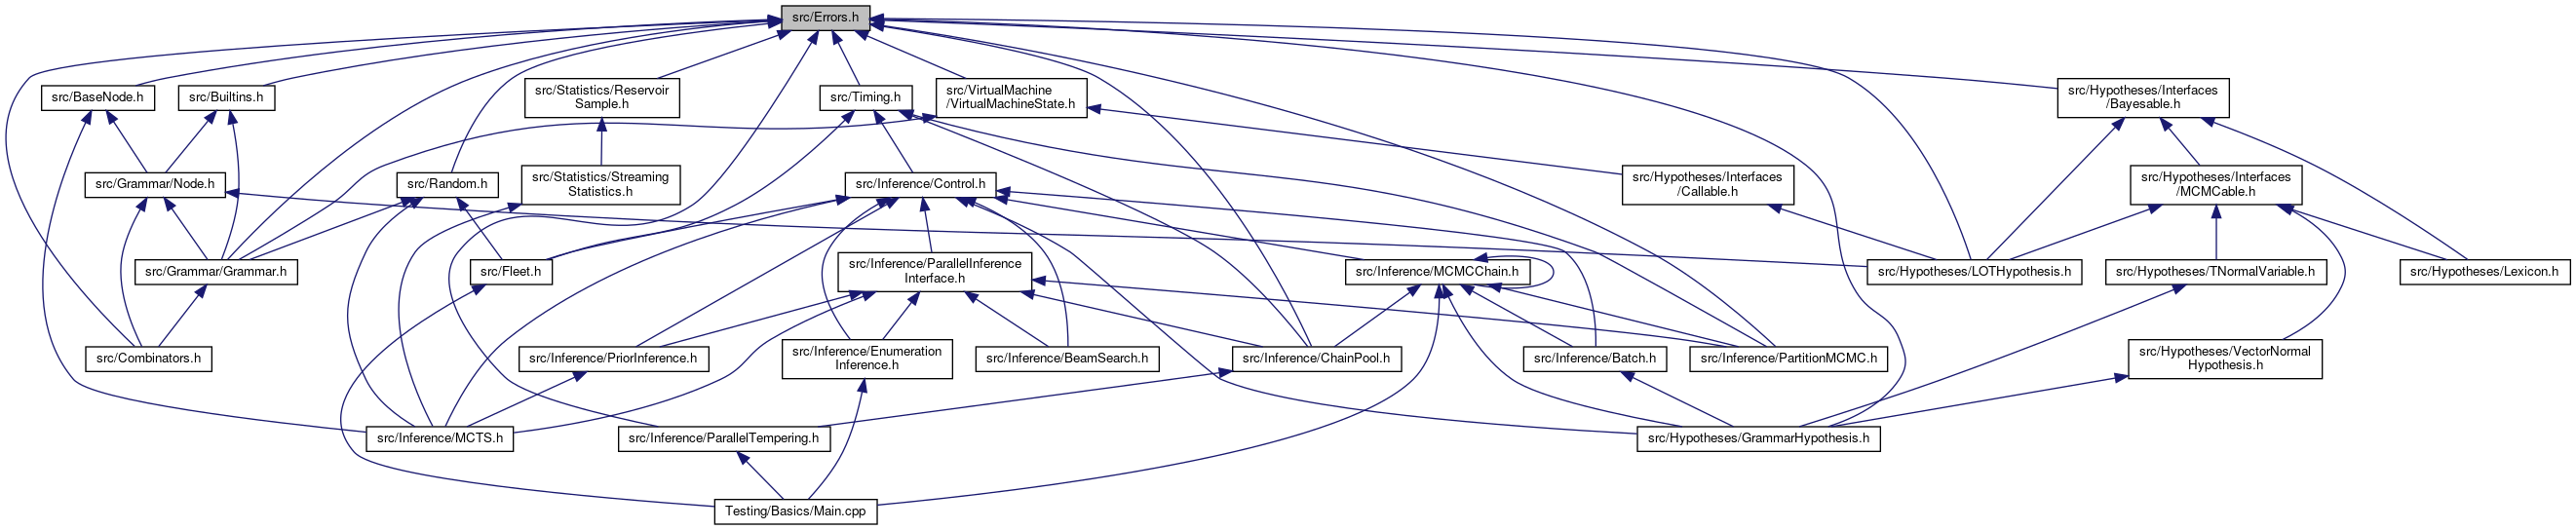 src/Errors.h
src/BaseNode.h
src/Builtins.h
src/Statistics/Reservoir
Sample.h
src/Timing.h
src/VirtualMachine
/VirtualMachineState.h
src/Hypotheses/Interfaces
/Bayesable.h
src/Grammar/Node.h
src/Random.h
src/Statistics/Streaming
Statistics.h
src/Inference/Control.h
src/Hypotheses/Interfaces
/Callable.h
src/Hypotheses/Interfaces
/MCMCable.h
src/Grammar/Grammar.h
src/Fleet.h
src/Inference/ParallelInference
Interface.h
src/Inference/MCMCChain.h
src/Hypotheses/LOTHypothesis.h
src/Hypotheses/TNormalVariable.h
src/Hypotheses/Lexicon.h
src/Combinators.h
src/Inference/PriorInference.h
src/Inference/Enumeration
Inference.h
src/Inference/BeamSearch.h
src/Inference/ChainPool.h
src/Inference/Batch.h
src/Inference/PartitionMCMC.h
src/Hypotheses/VectorNormal
Hypothesis.h
src/Inference/MCTS.h
src/Inference/ParallelTempering.h
src/Hypotheses/GrammarHypothesis.h
Testing/Basics/Main.cpp